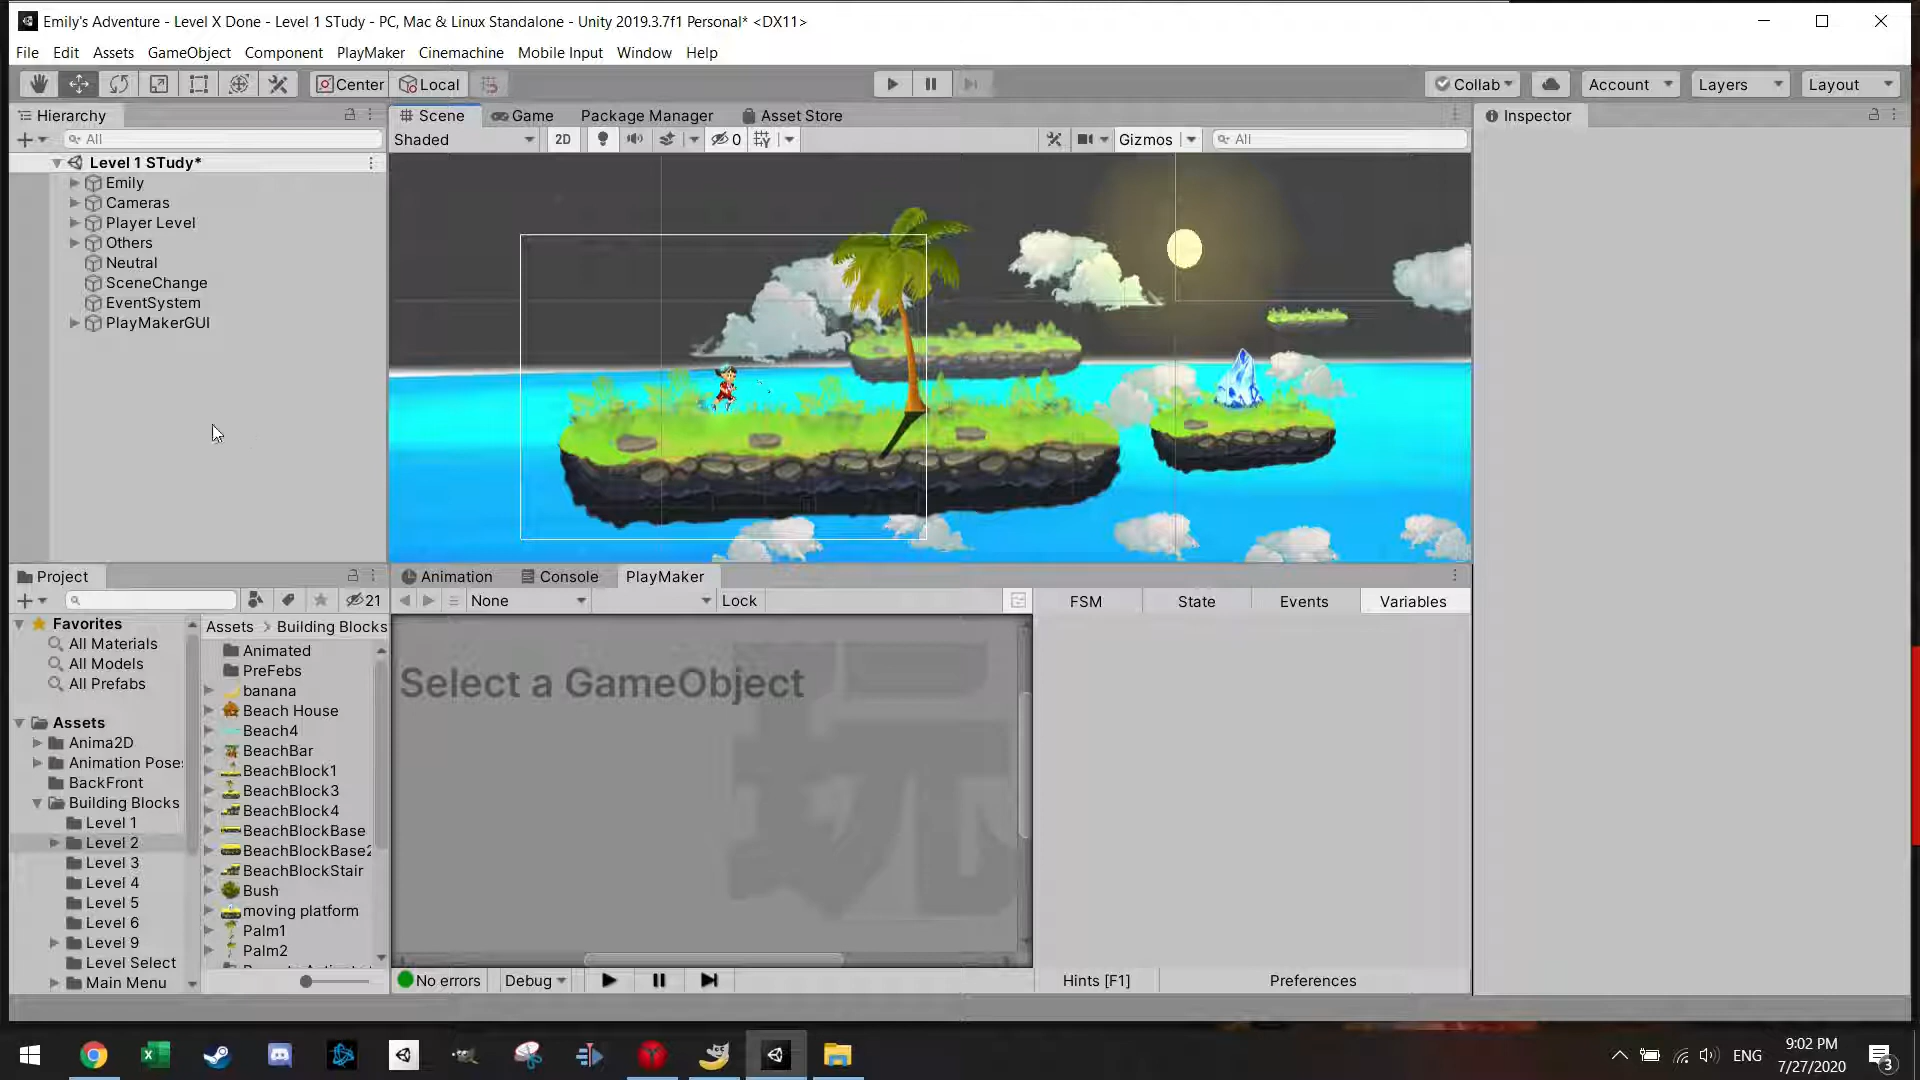 Emily's Adventure - Level X Done - Level 1 STudy - PC, Mac & Linux Standalone - Unity 2019.3.7f1 Personal* <DX11>
File Edit Assets GameObject Component PlayMaker Cinemachine Mobile Input Window Help
Center Local Collab Account Layers Layout
Hierarchy Scene Game Package Manager Asset Store Inspector
All Shaded 2D 0 Gizmos All
Level 1 STudy*
Emily
Cameras
Player Level
Others
Neutral
SceneChange
EventSystem
PlayMakerGUI
Project Animation Console PlayMaker
21 None Lock FSM State Events Variables
Favorites
All Materials
All Models
All Prefabs
Assets
Anima2D
Animation Pose
BackFront
Building Blocks
Level 1
Level 2
Level 3
Level 4
Level 5
Level 6
Level 9
Level Select
Main Menu
Assets > Building Blocks
Animated
PreFebs
banana
Beach House
Beach4
BeachBar
BeachBlock1
BeachBlock3
BeachBlock4
BeachBlockBase
BeachBlockBase2
BeachBlockStair
Bush
moving platform
Palm1
Palm2
Select a GameObject
玩
No errors Debug Hints [F1] Preferences
ENG
9:02 PM
7/27/2020
3